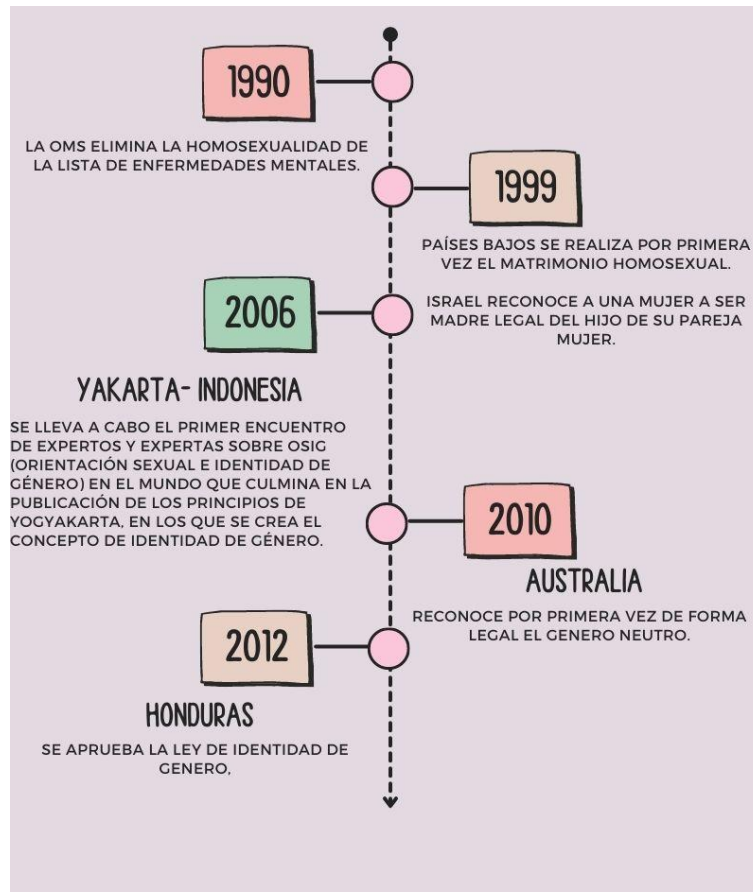 1990
LA OMS ELIMINA LA HOMOSEXUALIDAD DE
LA LISTA DE ENFERMEDADES MENTALES.
1999
PAÍSES BAJOS SE REALIZA POR PRIMERA
VEZ EL MATRIMONIO HOMOSEXUAL.
ISRAEL RECONOCE A UNA MUJER A SER
MADRE LEGAL DEL HIJO DE SU PAREJA
MUJER.
2006
YAKARTA- INDONESIA
SE LLEVA A CABO EL PRIMER ENCUENTRO
DE EXPERTOS Y EXPERTAS SOBRE OSIG
(ORIENTACIÓN SEXUAL E IDENTIDAD DE
GÉNERO) EN EL MUNDO QUE CULMINA EN LA
PUBLICACIÓN DE LOS PRINCIPIOS DE
YOGYAKARTA, EN LOS QUE SE CREA EL
CONCEPTO DE IDENTIDAD DE GÉNERO.
2010
AUSTRALIA
RECONOCE POR PRIMERA VEZ DE FORMA
LEGAL EL GENERO NEUTRO.
2012
HONDURAS
SE APRUEBA LA LEY DE IDENTIDAD DE
GENERO,